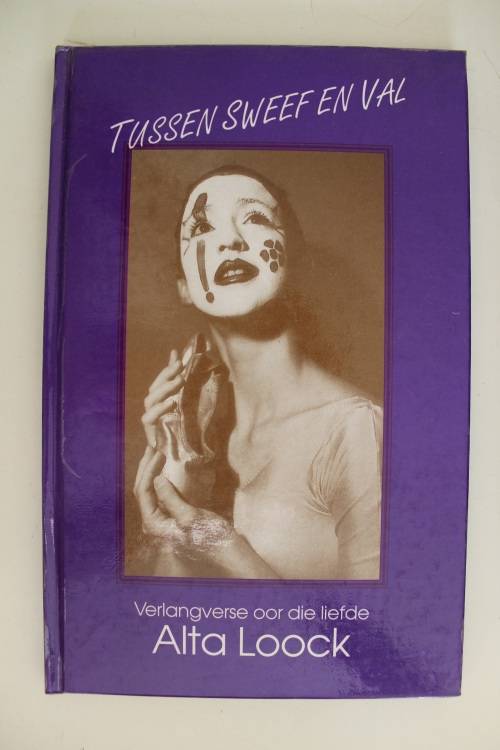 TUSSEN SWEEF EN VAL
Verlangverse oor die liefde
Alta Loock